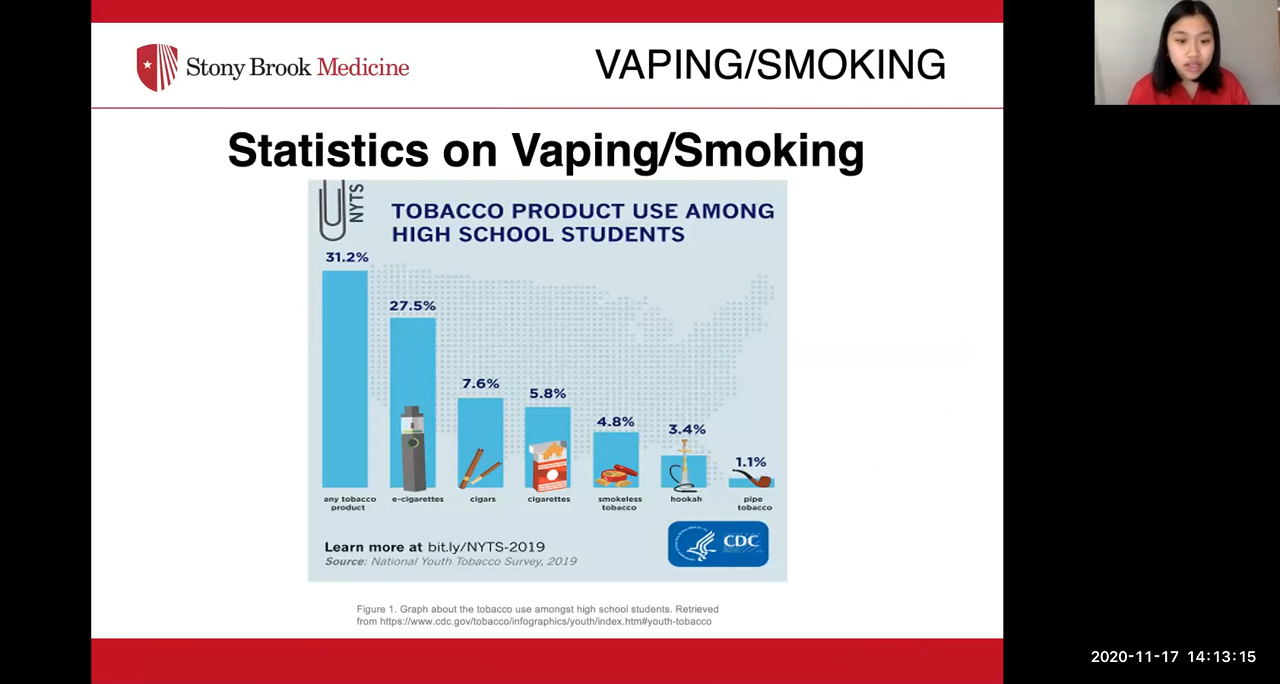 Stony Brook Medicine
VAPING/SMOKING
Statistics on Vaping/Smoking
NYTS
TOBACCO PRODUCT USE AMONG
HIGH SCHOOL STUDENTS
31.2%
27.5%
7.6%
5.8%
4.8%
3.4%
1.1%
any tobacco
product
e-cigarettes
cigars
cigarettes
smokeless
tobacco
hookah
pipe
tobacco
Learn more at bit.ly/NYTS-2019
Source: National Youth Tobacco Survey, 2019
CDC
Figure 1. Graph about the tobacco use amongst high school students. Retrieved
from https://www.cdc.gov/tobacco/infographics/youth/index.htm#youth-tobacco
2020-11-17 14:13:15